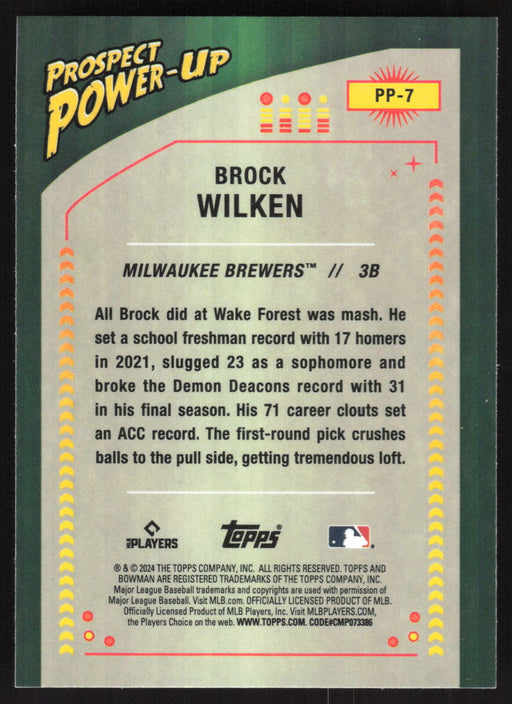 PROSPECT
POWER-UP
PP-7
BROCK
WILKEN
MILWAUKEE BREWERS™ // 3B
All Brock did at Wake Forest was mash. He
set a school freshman record with 17 homers
in 2021, slugged 23 as a sophomore and
broke the Demon Deacons record with 31
in his final season. His 71 career clouts set
an ACC record. The first-round pick crushes
balls to the pull side, getting tremendous loft.
MLB PLAYERS
topps®
® & © 2024 THE TOPPS COMPANY, INC. ALL RIGHTS RESERVED. TOPPS AND
BOWMAN ARE REGISTERED TRADEMARKS OF THE TOPPS COMPANY, INC.
Major League Baseball trademarks and copyrights are used with permission of
Major League Baseball. Visit MLB.com. OFFICIALLY LICENSED PRODUCT OF MLB.
Officially Licensed Product of MLB Players, Inc. Visit MLBPLAYERS.COM,
the Players Choice on the web. WWW.TOPPS.COM. CODE#CMP073386